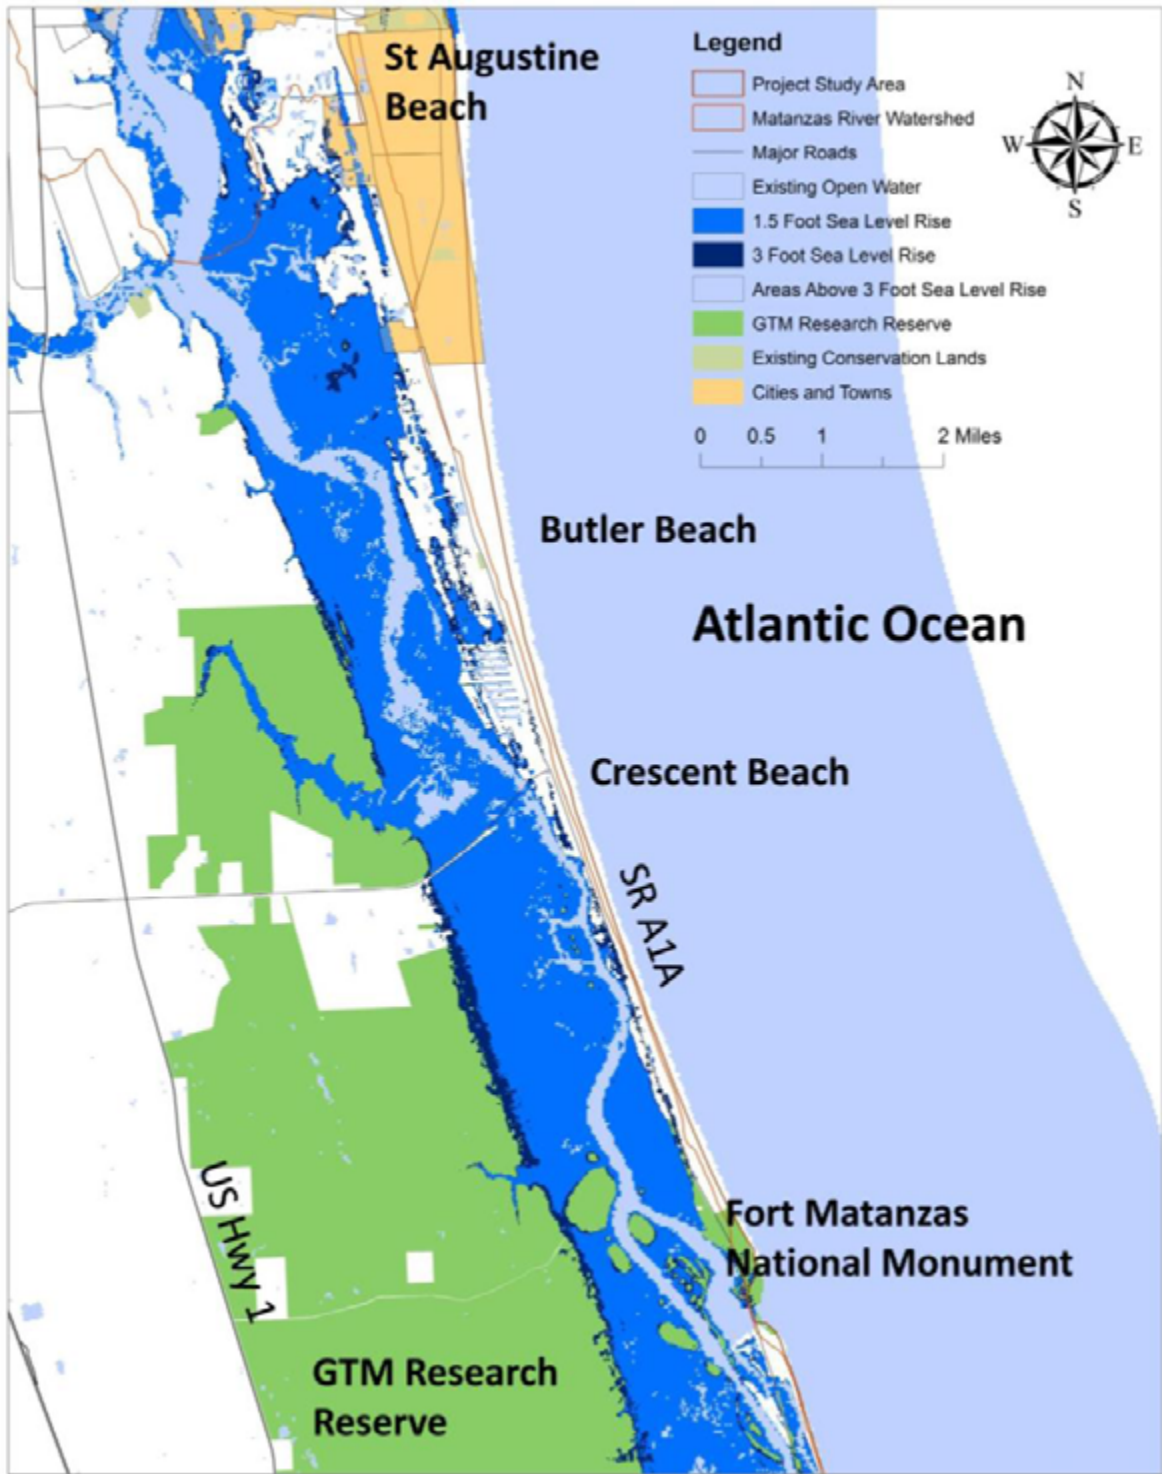 St Augustine
Beach
Legend
Project Study Area
Matanzas River Watershed
Major Roads
Existing Open Water
1.5 Foot Sea Level Rise
3 Foot Sea Level Rise
Areas Above 3 Foot Sea Level Rise
GTM Research Reserve
Existing Conservation Lands
Cities and Towns
0 0.5 1 2 Miles
N
W E
S
Butler Beach
Atlantic Ocean
Crescent Beach
SR A1A
US Hwy 1
Fort Matanzas
National Monument
GTM Research
Reserve